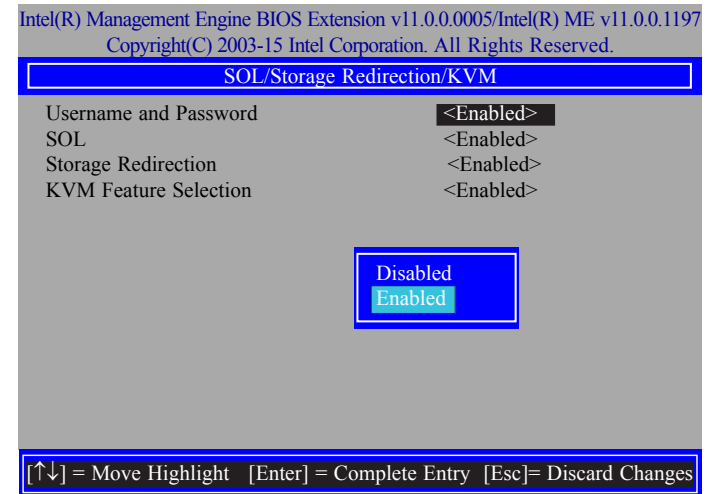 Intel(R) Management Engine BIOS Extension v11.0.0.0005/Intel(R) ME v11.0.0.1197
Copyright(C) 2003-15 Intel Corporation. All Rights Reserved.
SOL/Storage Redirection/KVM
Username and Password <Enabled>
SOL <Enabled>
Storage Redirection <Enabled>
KVM Feature Selection <Enabled>
Disabled
Enabled
[↑↓] = Move Highlight [Enter] = Complete Entry [Esc]= Discard Changes